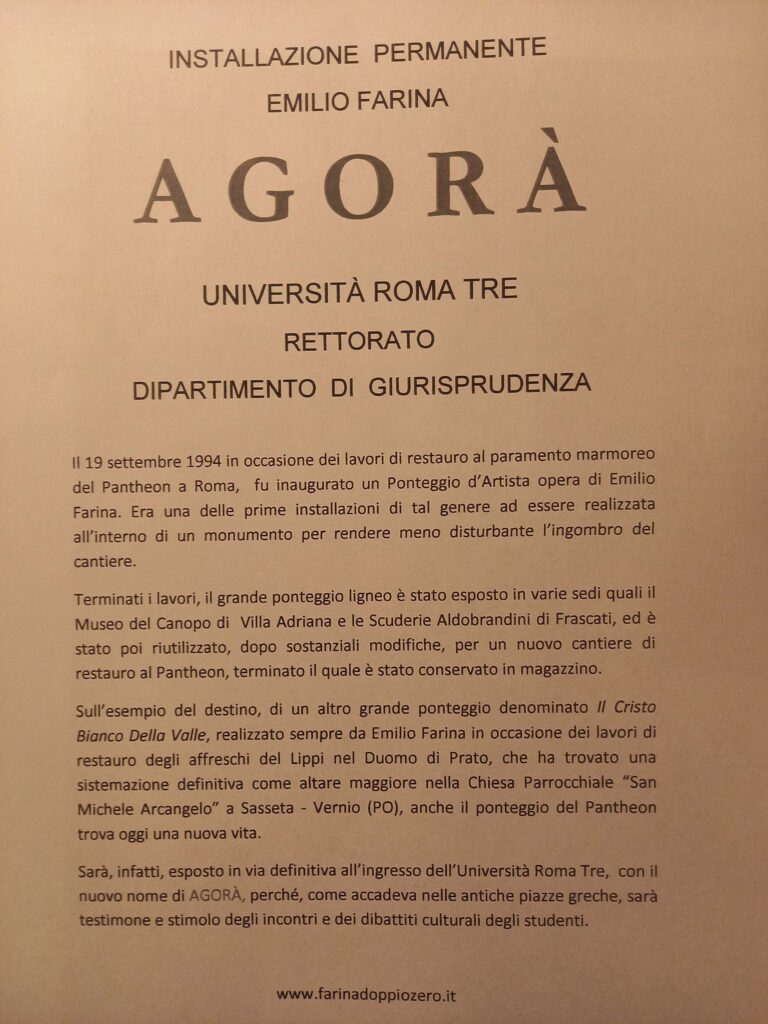 INSTALLAZIONE PERMANENTE
EMILIO FARINA
AGORÀ
UNIVERSITÀ ROMA TRE
RETTORATO
DIPARTIMENTO DI GIURISPRUDENZA
Il 19 settembre 1994 in occasione dei lavori di restauro al paramento marmoreo
del Pantheon a Roma, fu inaugurato un Ponteggio d'Artista opera di Emilio
Farina. Era una delle prime installazioni di tal genere ad essere realizzata
all'interno di un monumento per rendere meno disturbante l'ingombro del
cantiere.
Terminati i lavori, il grande ponteggio ligneo è stato esposto in varie sedi quali il
Museo del Canopo di Villa Adriana e le Scuderie Aldobrandini di Frascati, ed è
stato poi riutilizzato, dopo sostanziali modifiche, per un nuovo cantiere di
restauro al Pantheon, terminato il quale è stato conservato in magazzino.
Sull'esempio del destino, di un altro grande ponteggio denominato Il Cristo
Bianco Della Valle, realizzato sempre da Emilio Farina in occasione dei lavori di
restauro degli affreschi del Lippi nel Duomo di Prato, che ha trovato una
sistemazione definitiva come altare maggiore nella Chiesa Parrocchiale "San
Michele Arcangelo" a Sasseta - Vernio (PO), anche il ponteggio del Pantheon
trova oggi una nuova vita.
Sarà, infatti, esposto in via definitiva all'ingresso dell'Università Roma Tre, con il
nuovo nome di AGORÀ, perché, come accadeva nelle antiche piazze greche, sarà
testimone e stimolo degli incontri e dei dibattiti culturali degli studenti.
www.farinadoppiozero.it